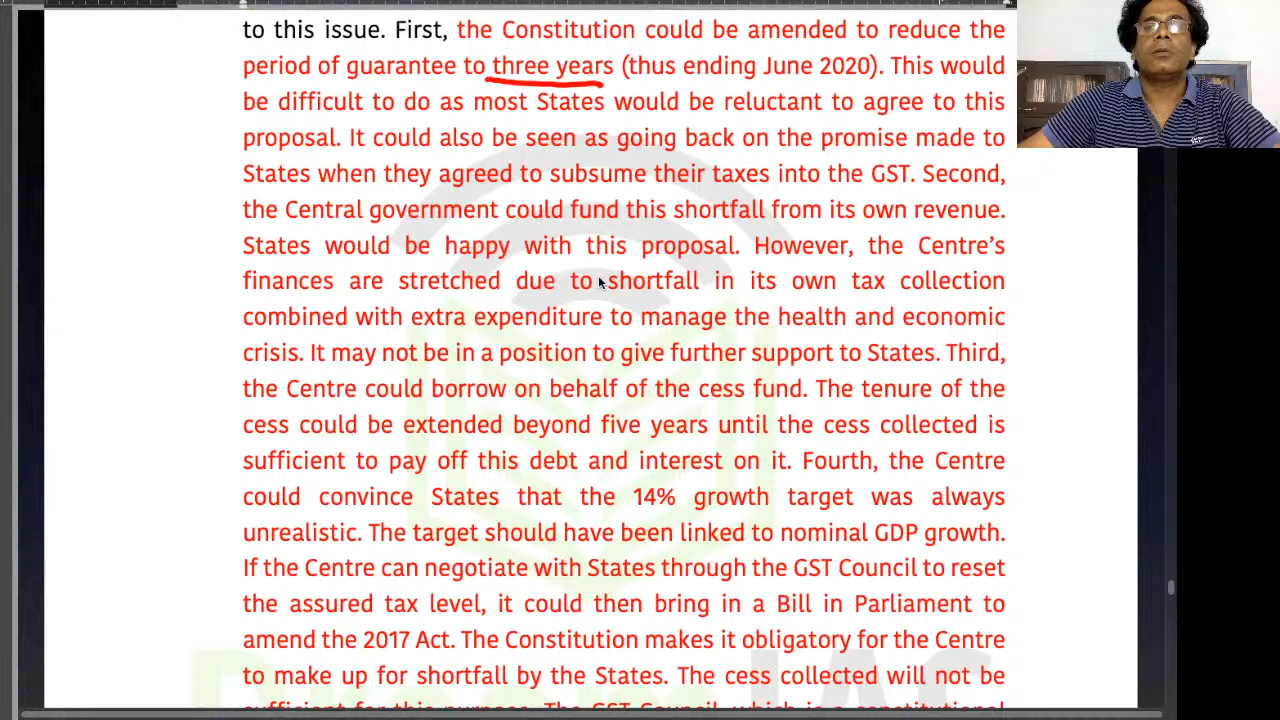 to this issue. First, the Constitution could be amended to reduce the
period of guarantee to three years (thus ending June 2020). This would
be difficult to do as most States would be reluctant to agree to this
proposal. It could also be seen as going back on the promise made to
States when they agreed to subsume their taxes into the GST. Second,
the Central government could fund this shortfall from its own revenue.
States would be happy with this proposal. However, the Centre’s
finances are stretched due to shortfall in its own tax collection
combined with extra expenditure to manage the health and economic
crisis. It may not be in a position to give further support to States. Third,
the Centre could borrow on behalf of the cess fund. The tenure of the
cess could be extended beyond five years until the cess collected is
sufficient to pay off this debt and interest on it. Fourth, the Centre
could convince States that the 14% growth target was always
unrealistic. The target should have been linked to nominal GDP growth.
If the Centre can negotiate with States through the GST Council to reset
the assured tax level, it could then bring in a Bill in Parliament to
amend the 2017 Act. The Constitution makes it obligatory for the Centre
to make up for shortfall by the States. The cess collected will not be
sufficient for this purpose. The GST Council, which is a constitutional